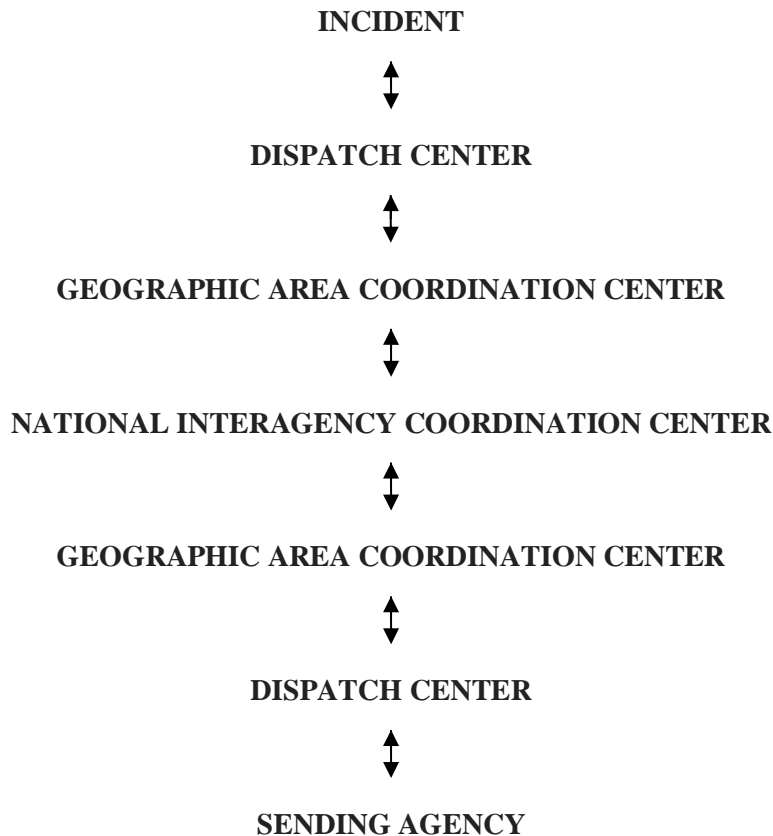 INCIDENT
DISPATCH CENTER
GEOGRAPHIC AREA COORDINATION CENTER
NATIONAL INTERAGENCY COORDINATION CENTER
GEOGRAPHIC AREA COORDINATION CENTER
DISPATCH CENTER
SENDING AGENCY